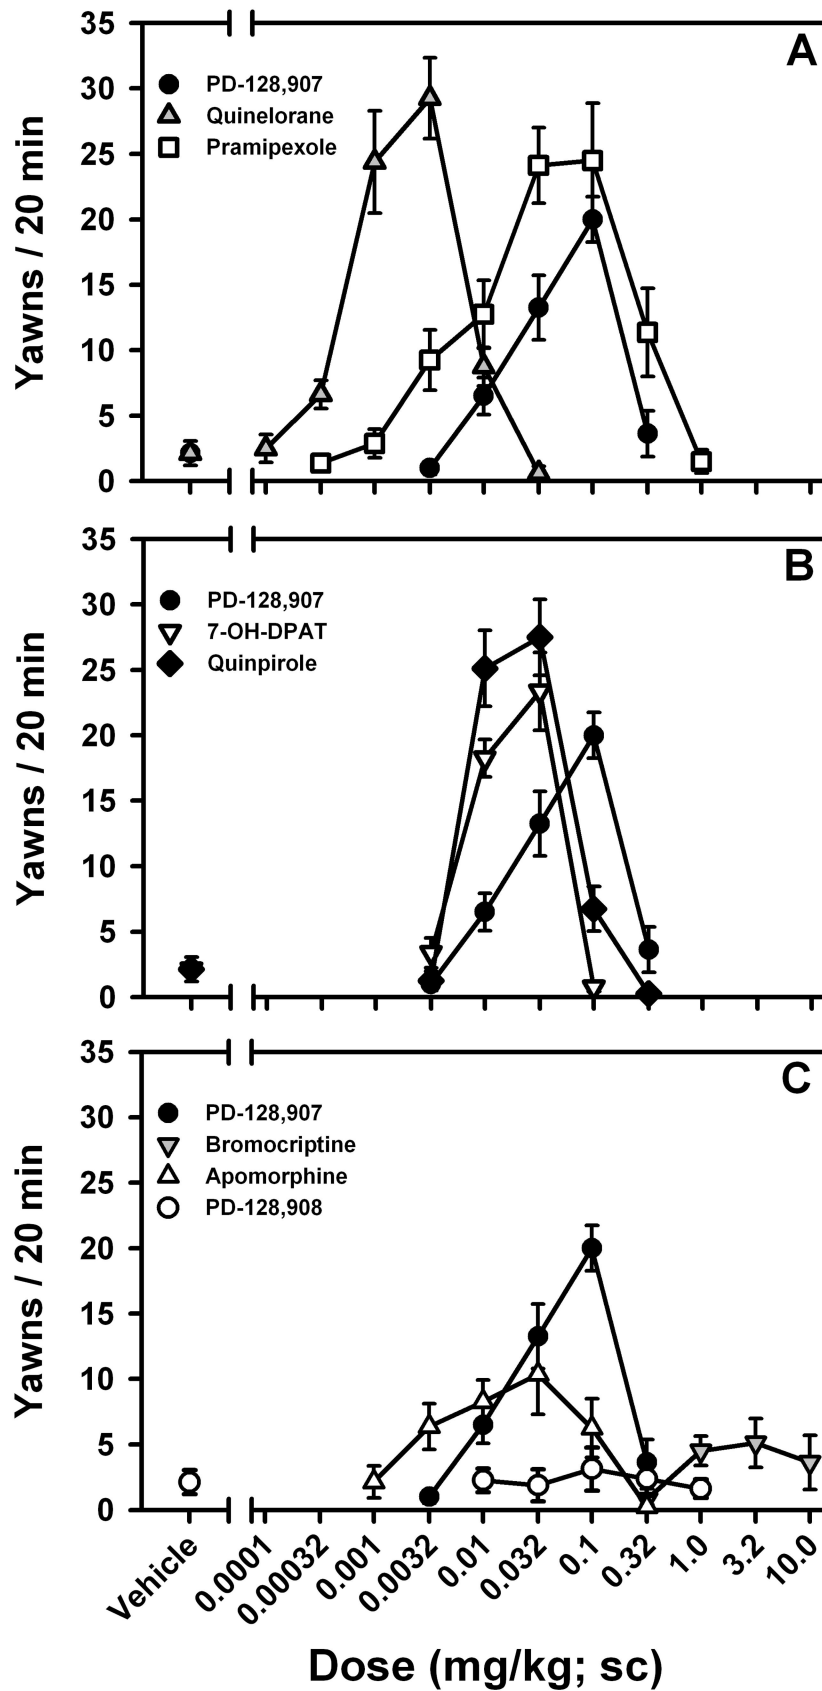 A
35
30
25
20
15
10
5
0
Yawns / 20 min
PD-128,907
Quinelorane
Pramipexole
B
35
30
25
20
15
10
5
0
Yawns / 20 min
PD-128,907
7-OH-DPAT
Quinpirole
C
35
30
25
20
15
10
5
0
Yawns / 20 min
PD-128,907
Bromocriptine
Apomorphine
PD-128,908
Vehicle
0.0001
0.00032
0.001
0.0032
0.01
0.032
0.1
0.32
1.0
3.2
10.0
Dose (mg/kg; sc)